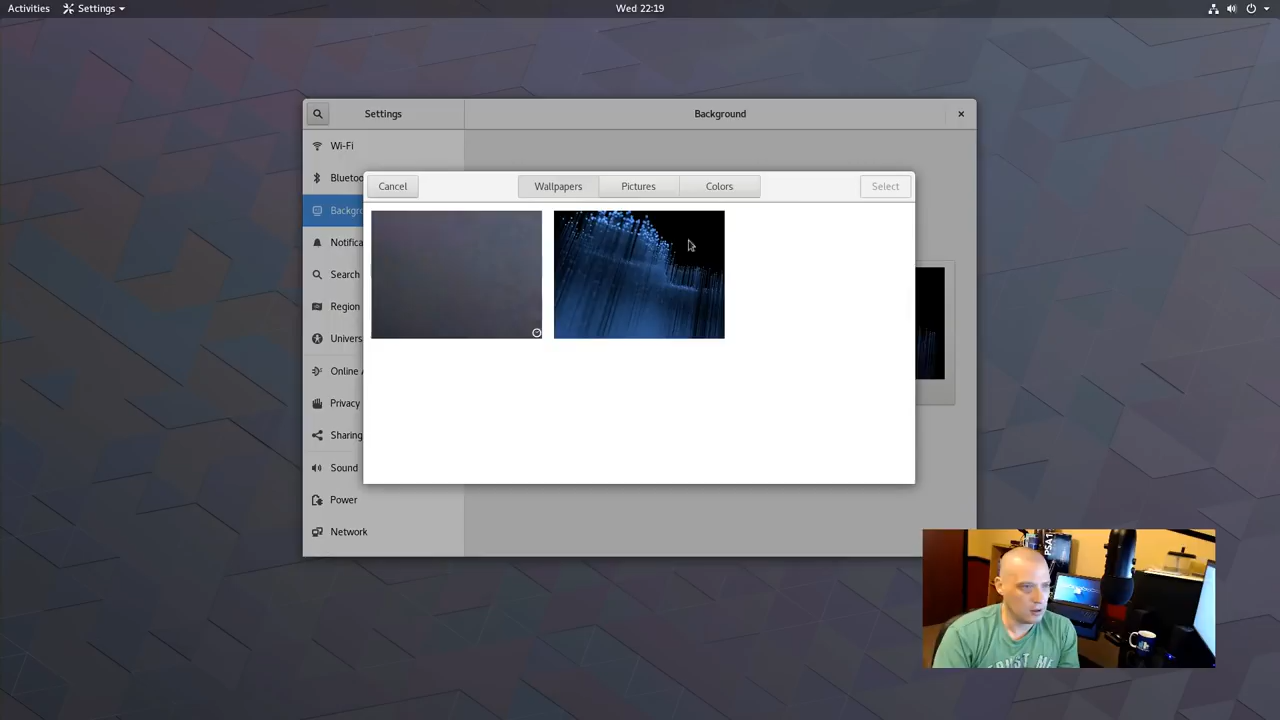 Activities
Settings
Wed 22:19
Settings
Background
Wi-Fi
Bluetoo
Backgro
Notifica
Search
Region
Univers
Online A
Privacy
Sharing
Sound
Power
Network
Cancel
Wallpapers
Pictures
Colors
Select
PSA1